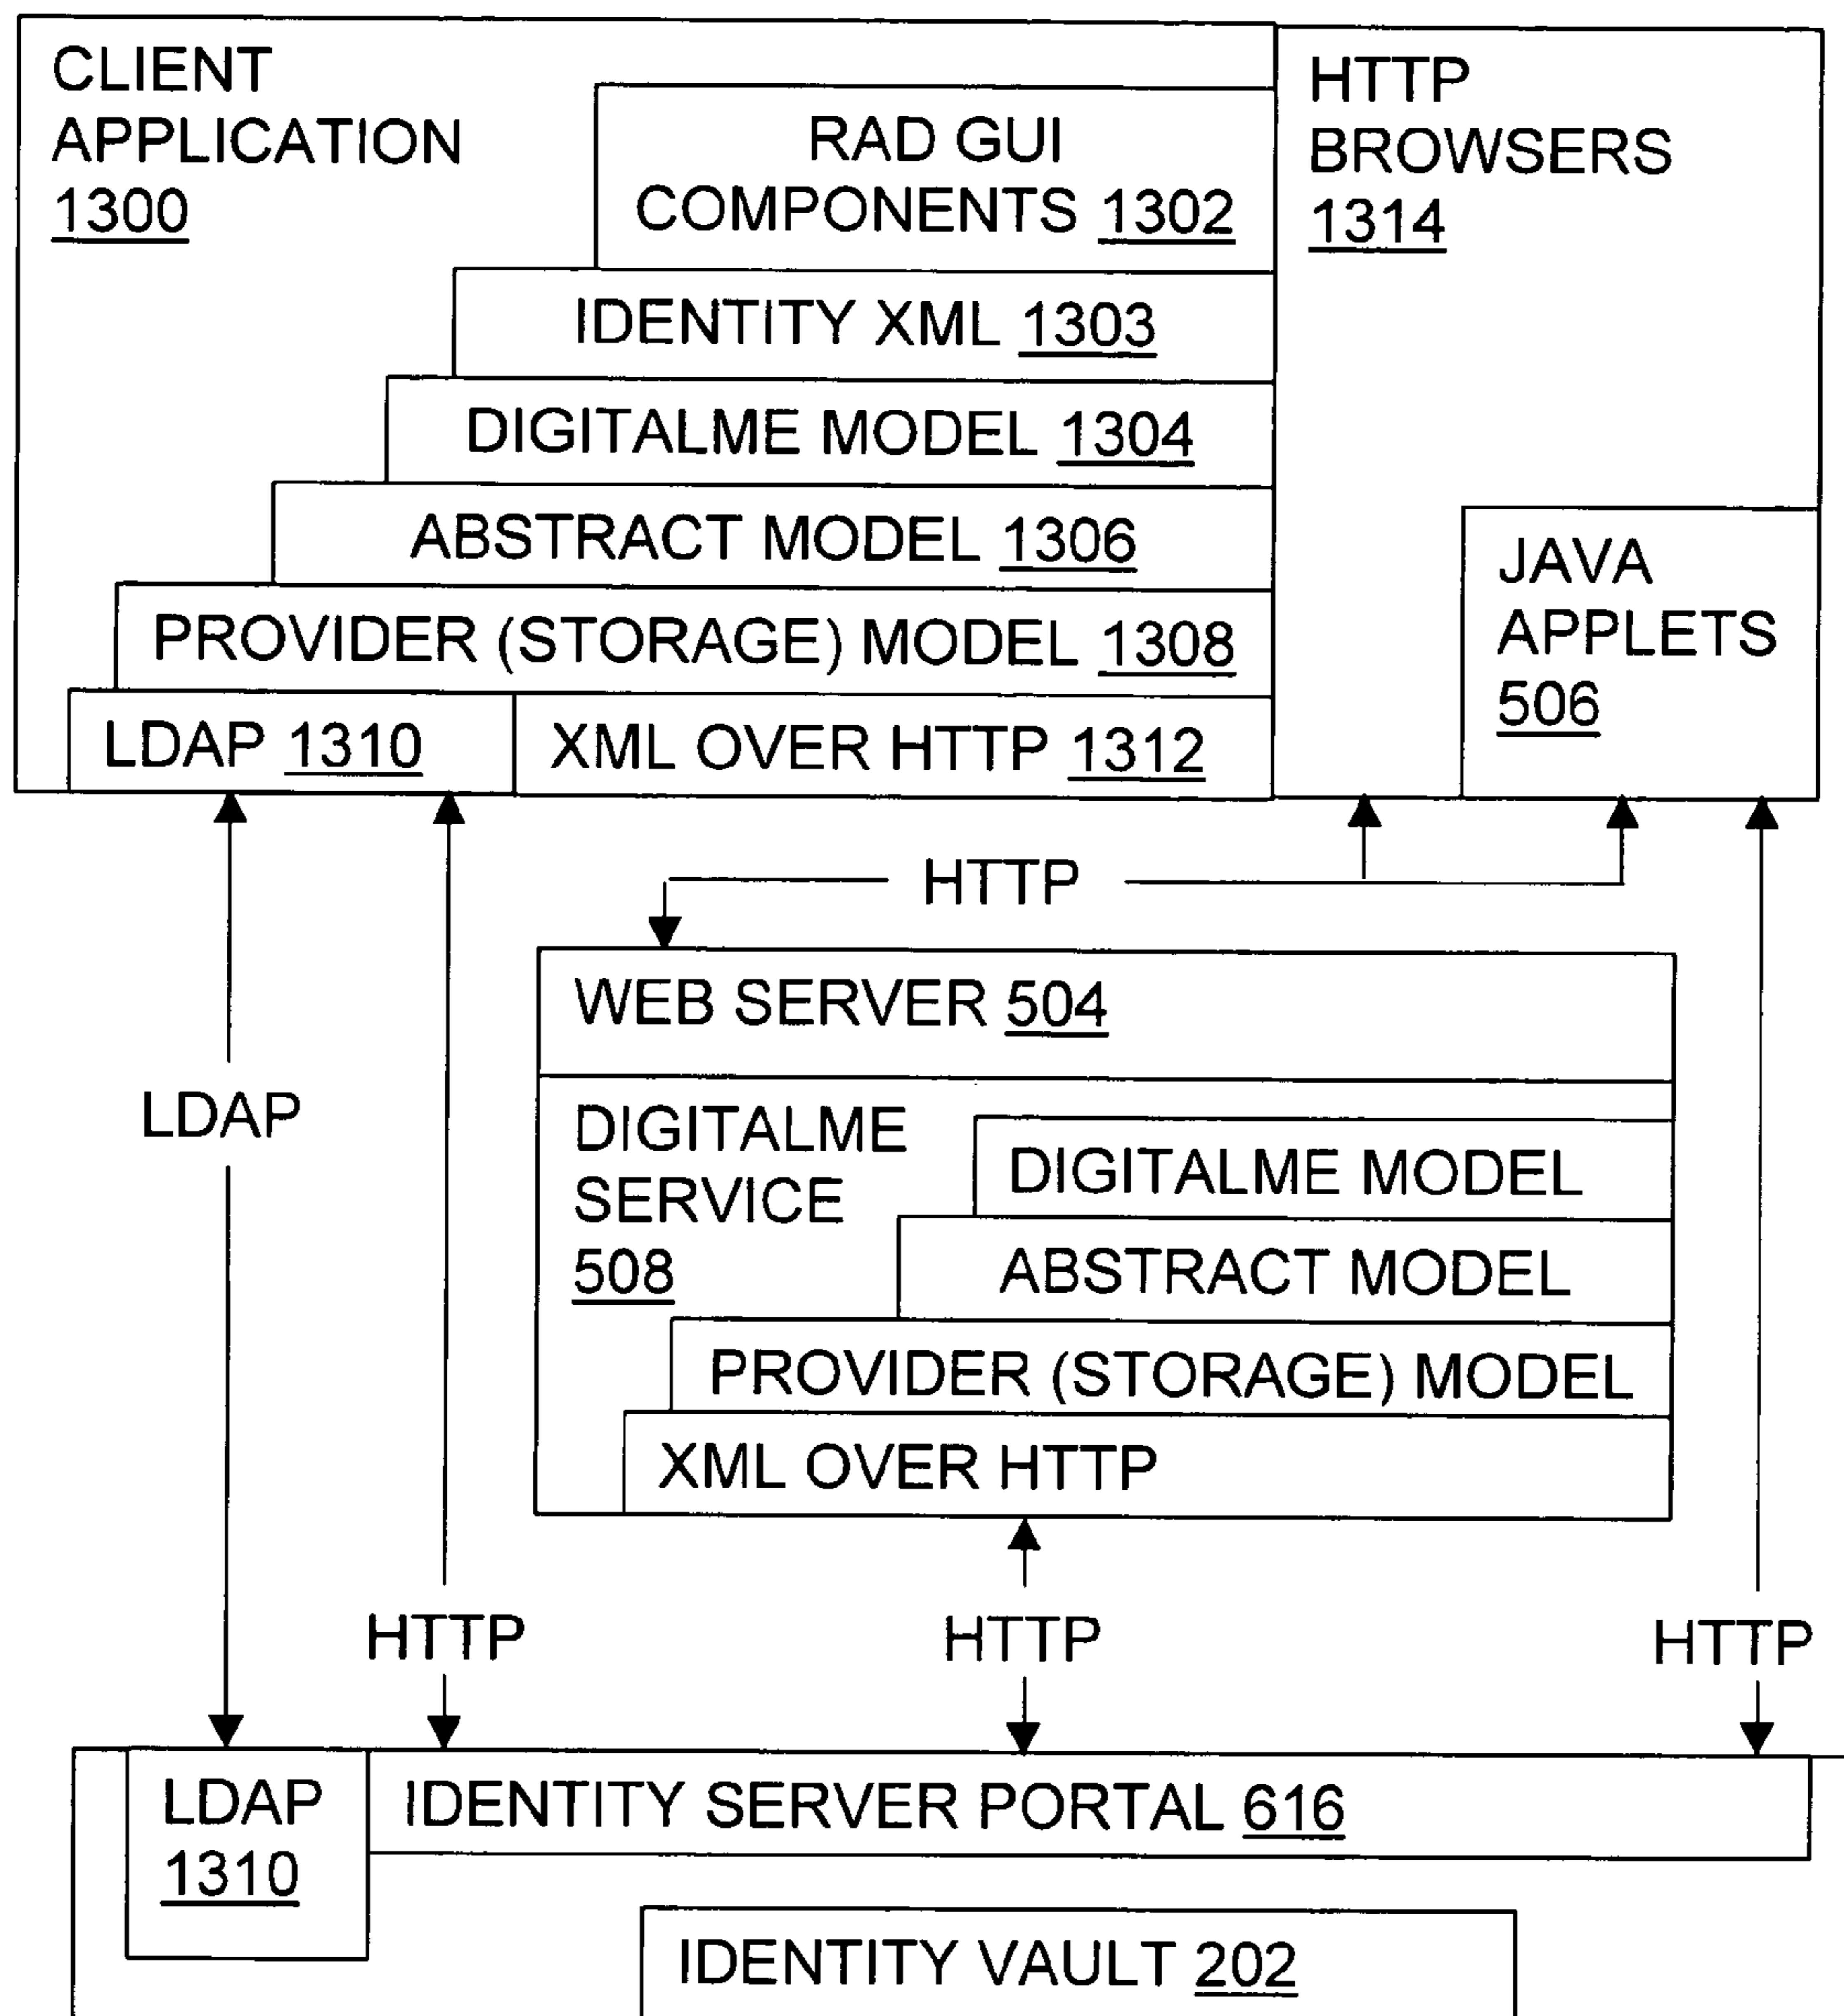 CLIENT
APPLICATION
1300
RAD GUI
COMPONENTS 1302
IDENTITY XML 1303
DIGITALME MODEL 1304
ABSTRACT MODEL 1306
PROVIDER (STORAGE) MODEL 1308
LDAP 1310
XML OVER HTTP 1312
HTTP
BROWSERS
1314
JAVA
APPLETS
506
HTTP
WEB SERVER 504
LDAP
DIGITALME
SERVICE
508
DIGITALME MODEL
ABSTRACT MODEL
PROVIDER (STORAGE) MODEL
XML OVER HTTP
HTTP
HTTP
HTTP
LDAP
1310
IDENTITY SERVER PORTAL 616
IDENTITY VAULT 202